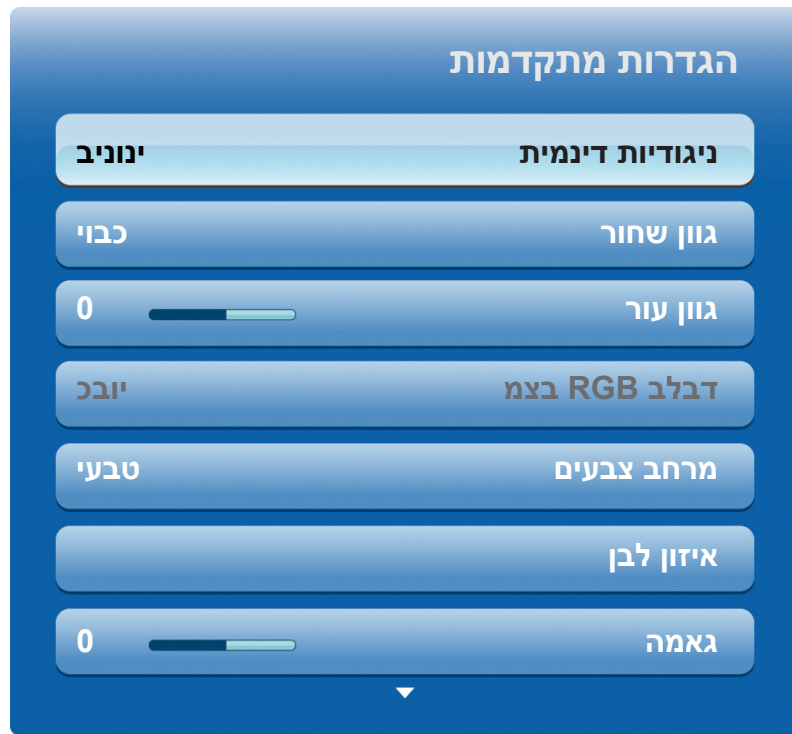 הגדרות מתקדמות
ניגודיות דינמית ינוניב
גוון שחור כבוי
גוון עור 0
דבלב RGB בצמ יובכ
מרחב צבעים טבעי
איזון לבן
גאמה 0